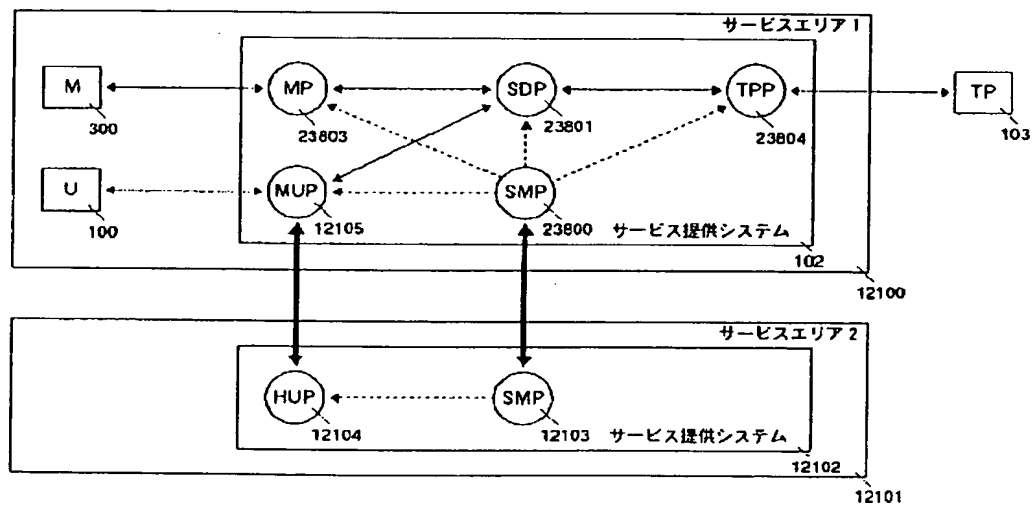 サービスエリア 1
M
MP
SDP
TPP
TP
300
23803
23801
23804
103
U
MUP
SMP
100
12105
23800
サービス提供システム
102
12100
サービスエリア 2
HUP
SMP
12104
12103
サービス提供システム
12102
12101